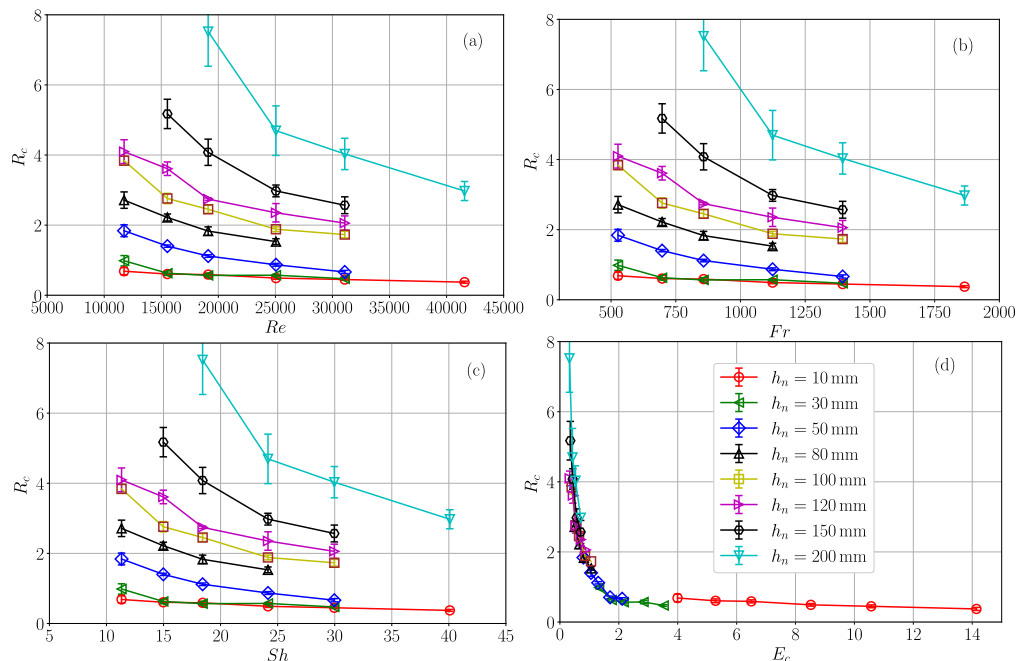 8
6
4
2
0
(a)
R_c
5000 10000 15000 20000 25000 30000 35000 40000 45000
Re
8
6
4
2
0
(b)
R_c
500 750 1000 1250 1500 1750 2000
Fr
8
6
4
2
0
(c)
R_c
5 10 15 20 25 30 35 40 45
Sh
8
6
4
2
0
(d)
R_c
h_n = 10 mm
h_n = 30 mm
h_n = 50 mm
h_n = 80 mm
h_n = 100 mm
h_n = 120 mm
h_n = 150 mm
h_n = 200 mm
0 2 4 6 8 10 12 14
E_c